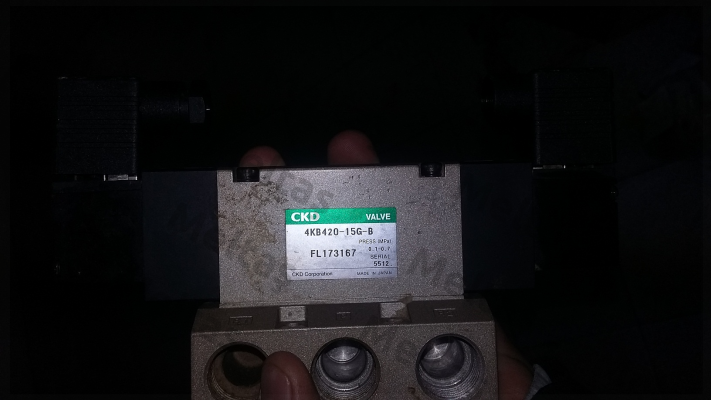 CKD VALVE
4KB420-15G-B
PRESS (MPa)
0.1-0.7
FL173167
SERIAL
5512
CKD Corporation MADE IN JAPAN